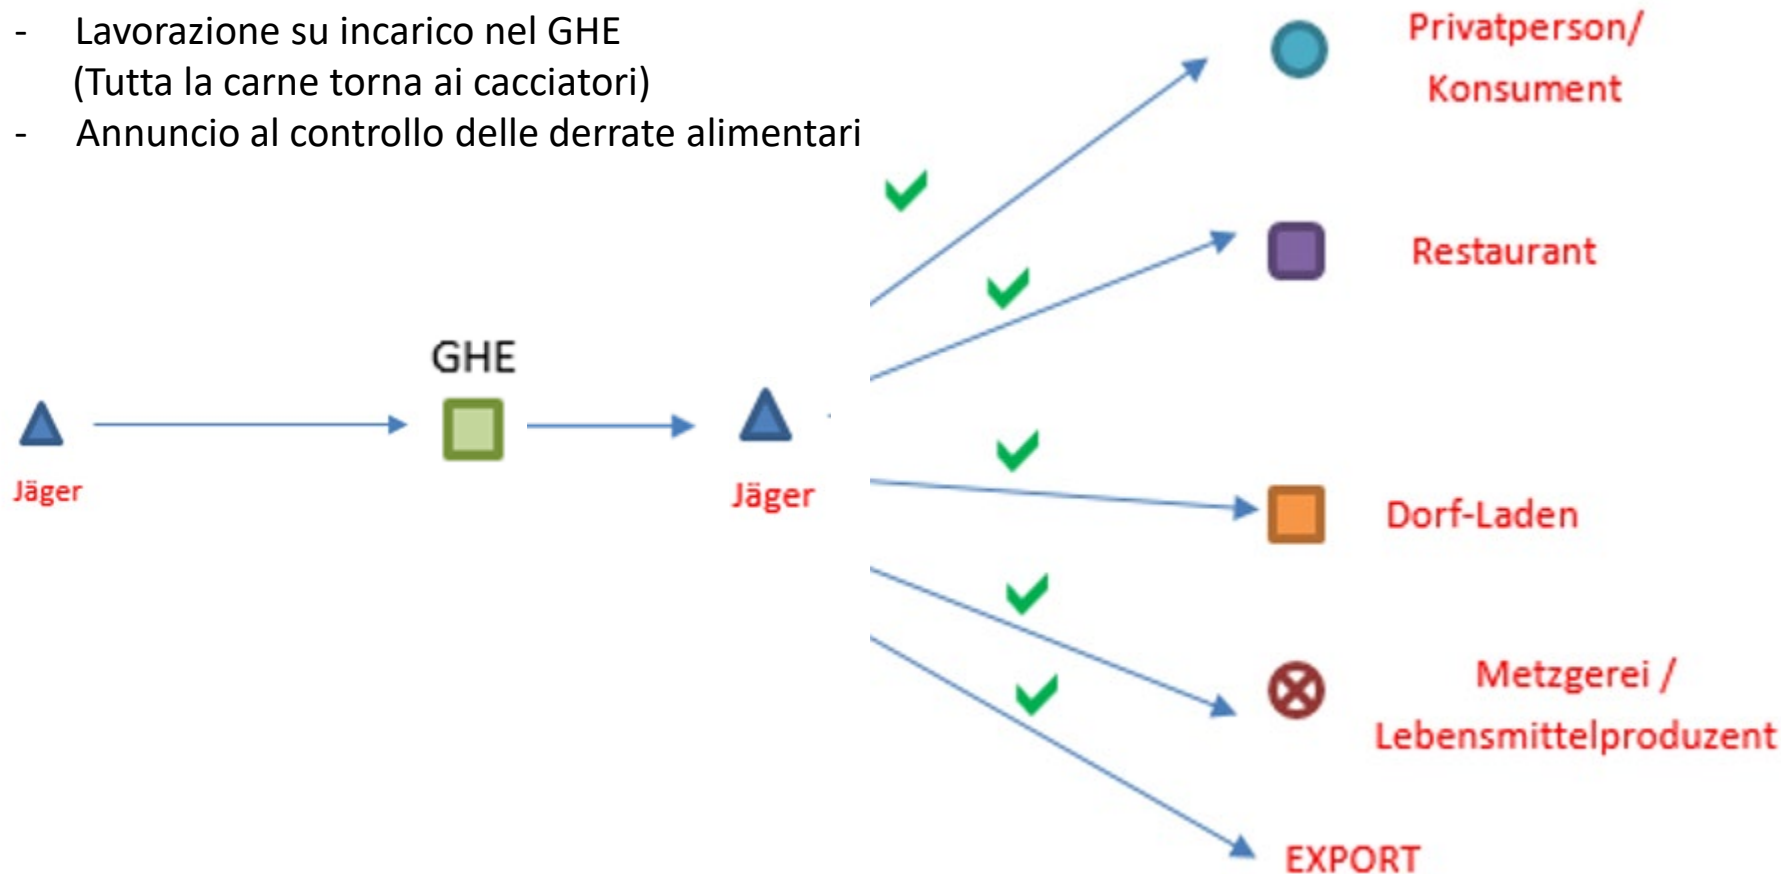 - Lavorazione su incarico nel GHE
(Tutta la carne torna ai cacciatori)
- Annuncio al controllo delle derrate alimentari
Privatperson/
Konsument
Restaurant
GHE
Jäger
Jäger
Dorf-Laden
Metzgerei /
Lebensmittelproduzent
EXPORT